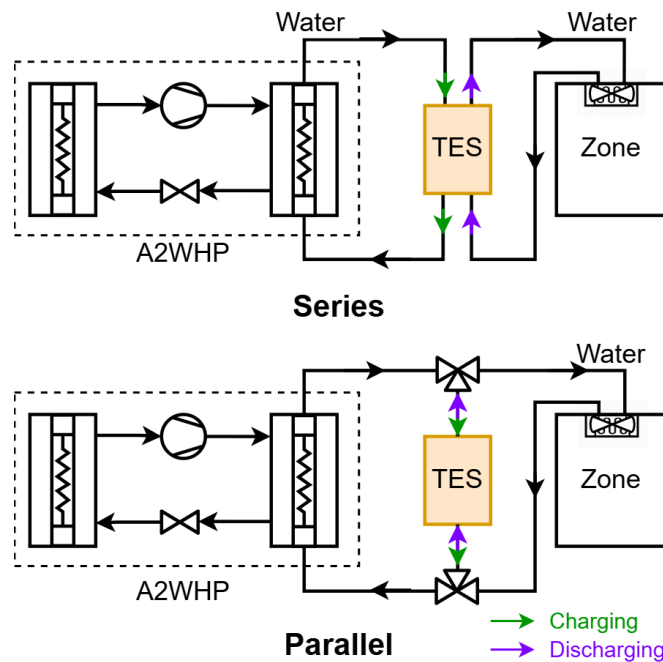 Water
Water
TES
Zone
A2WHP
Series
Water
TES
Zone
A2WHP
Charging
Parallel
Discharging